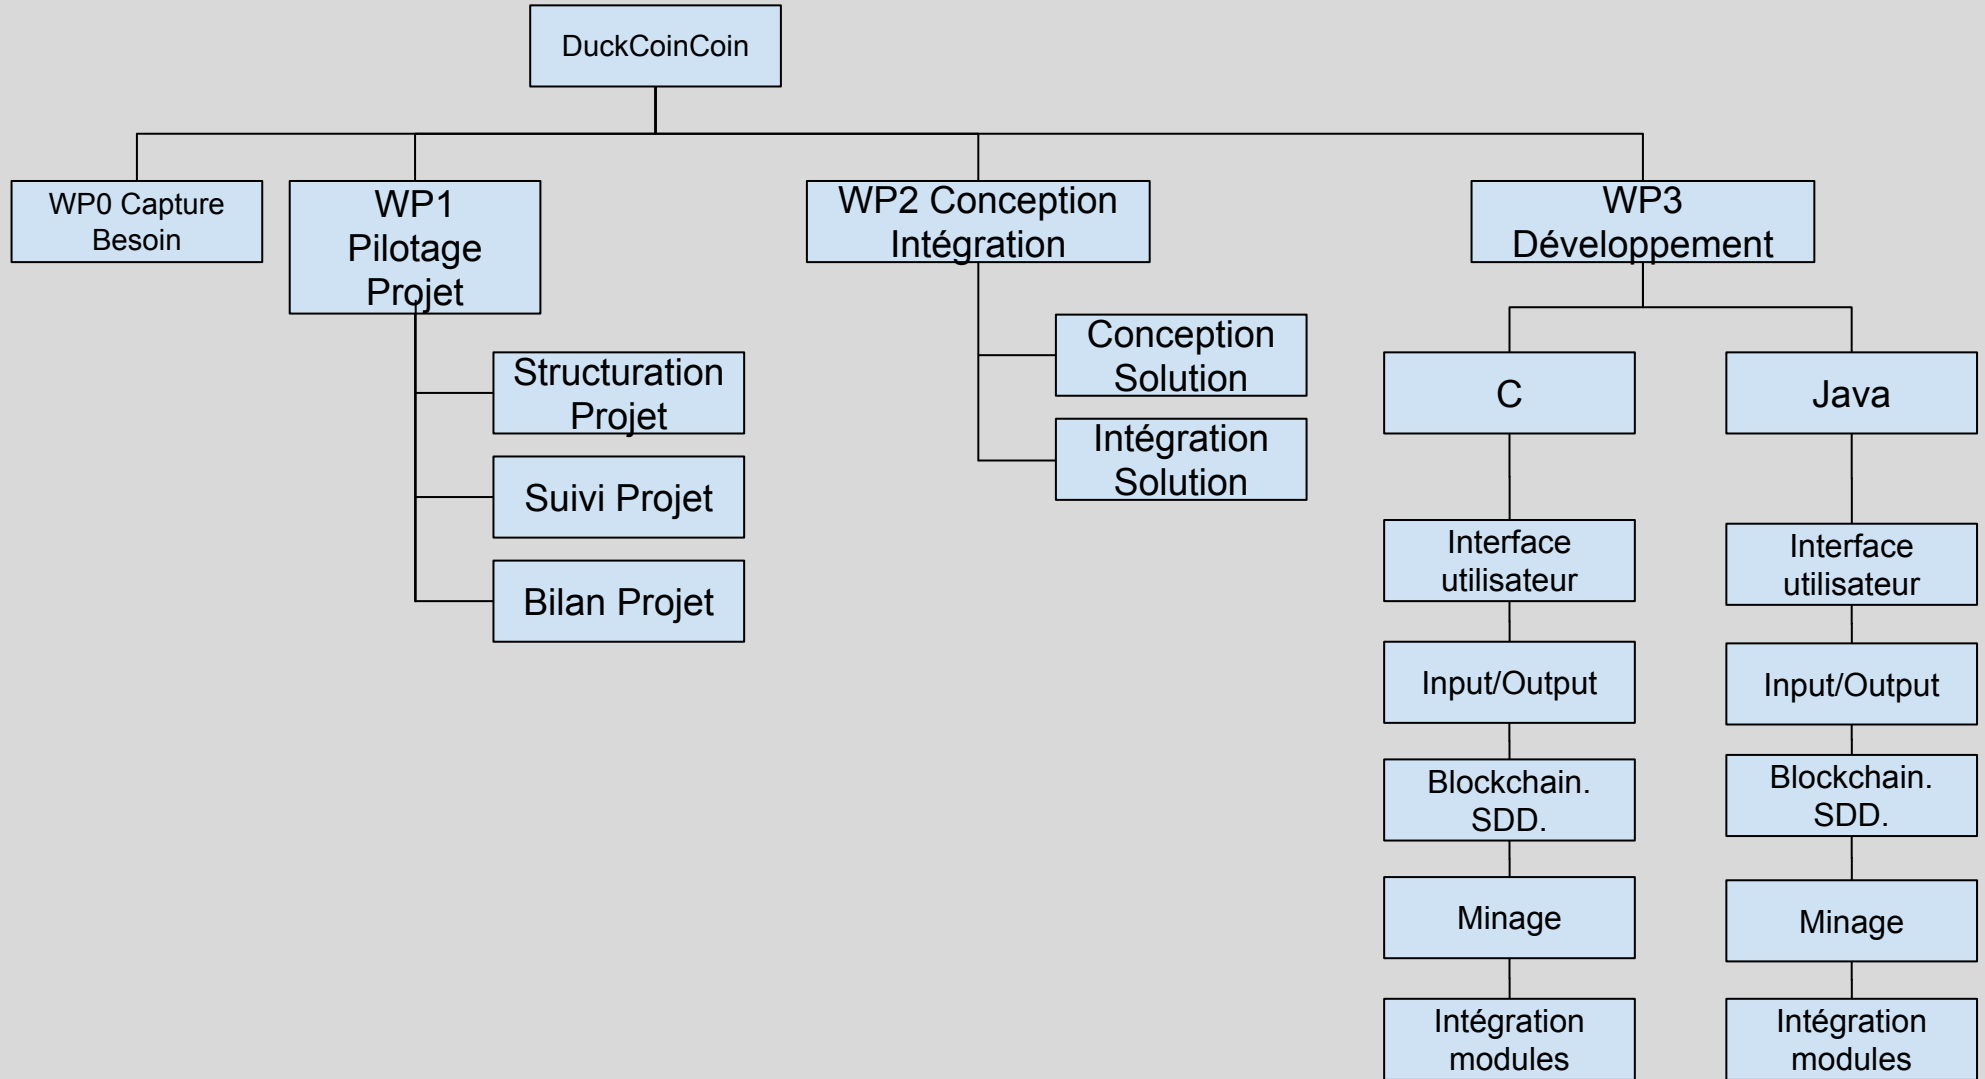 DuckCoinCoin
WP0 Capture
Besoin
WP1
Pilotage
Projet
Structuration
Projet
Suivi Projet
Bilan Projet
WP2 Conception
Intégration
Conception
Solution
Intégration
Solution
WP3
Développement
C
Interface
utilisateur
Input/Output
Blockchain.
SDD.
Minage
Intégration
modules
Java
Interface
utilisateur
Input/Output
Blockchain.
SDD.
Minage
Intégration
modules